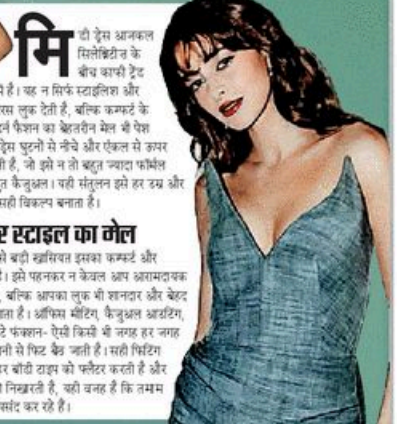 मिडी ड्रेस आजकल
सिलेब्रिटीज के
बीच काफी ट्रेंड
में है। यह न सिर्फ स्टाइलिश और
लुक देती है, बल्कि कम्फर्ट के
फैशन का बेहतरीन मेल भी पेश
ड्रेस घुटनों से नीचे और एंकल से ऊपर
है, जो इसे न तो बहुत ज्यादा फॉर्मल
कैजुअल। यही संतुलन इसे हर उम्र और
सही विकल्प बनाता है।
र स्टाइल का मेल
से बड़ी खासियत इसका कम्फर्ट और
है। इसे पहनकर न केवल आप आरामदायक
, बल्कि आपका लुक भी शानदार और बेहद
आता है। ऑफिस मीटिंग, कैजुअल आउटिंग,
टे फंक्शन- ऐसी किसी भी जगह हर जगह
नी से फिट बैठ जाती है। सही फिटिंग
हर बॉडी टाइप को फ्लैटर करती है और
निखारती है, यही वजह है कि तमाम
पसंद कर रहे हैं।